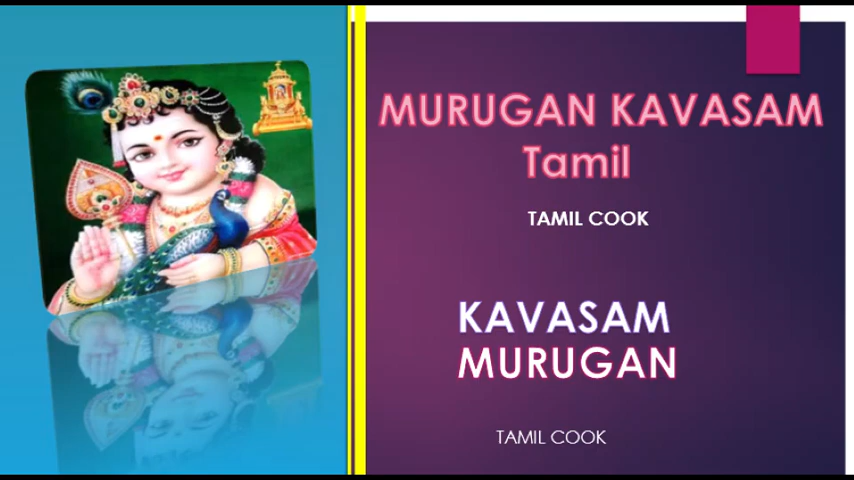 MURUGAN KAVASAM
Tamil
TAMIL COOK
KAVASAM
MURUGAN
TAMIL COOK